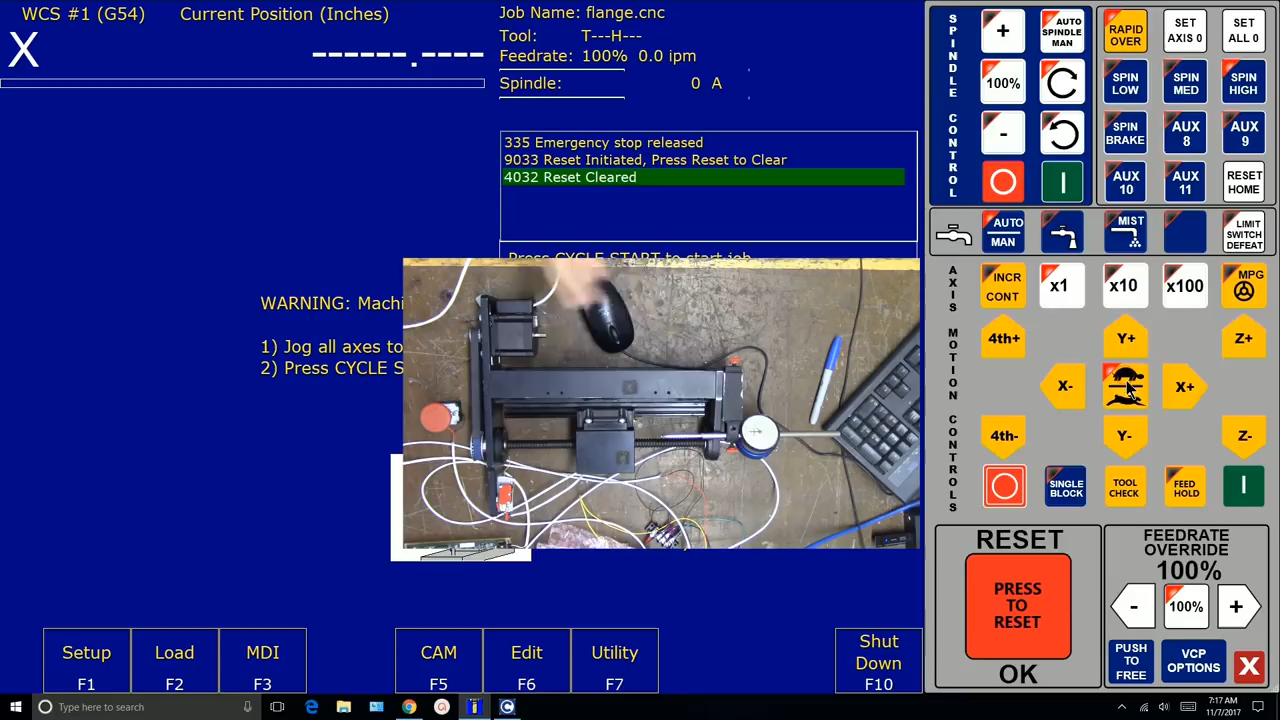 WCS #1 (G54) Current Position (Inches)
X
Job Name: flange.cnc
Tool: T---H---
Feedrate: 100% 0.0 ipm
Spindle: 0 A
335 Emergency stop released
9033 Reset Initiated, Press Reset to Clear
4032 Reset Cleared
Press CYCLE START to start job
WARNING: Machi
1) Jog all axes to
2) Press CYCLE S
Setup
F1
Load
F2
MDI
F3
CAM
F5
Edit
F6
Utility
F7
Shut
Down
F10
SPINDLE CONTROL
+
AUTO
SPINDLE
MAN
100%
-
RAPID
OVER
SET
AXIS 0
SET
ALL 0
SPIN
LOW
SPIN
MED
SPIN
HIGH
SPIN
BRAKE
AUX
8
AUX
9
AUX
10
AUX
11
RESET
HOME
AUTO
MAN
MIST
LIMIT
SWITCH
DEFEAT
AXIS MOTION CONTROLS
INCR
CONT
x1
x10
x100
MPG
4th+
Y+
Z+
X-
X+
4th-
Y-
Z-
SINGLE
BLOCK
TOOL
CHECK
FEED
HOLD
RESET
PRESS
TO
RESET
OK
FEEDRATE
OVERRIDE
100%
-
100%
+
PUSH
TO
FREE
VCP
OPTIONS
X
Type here to search
7:17 AM
11/7/2017